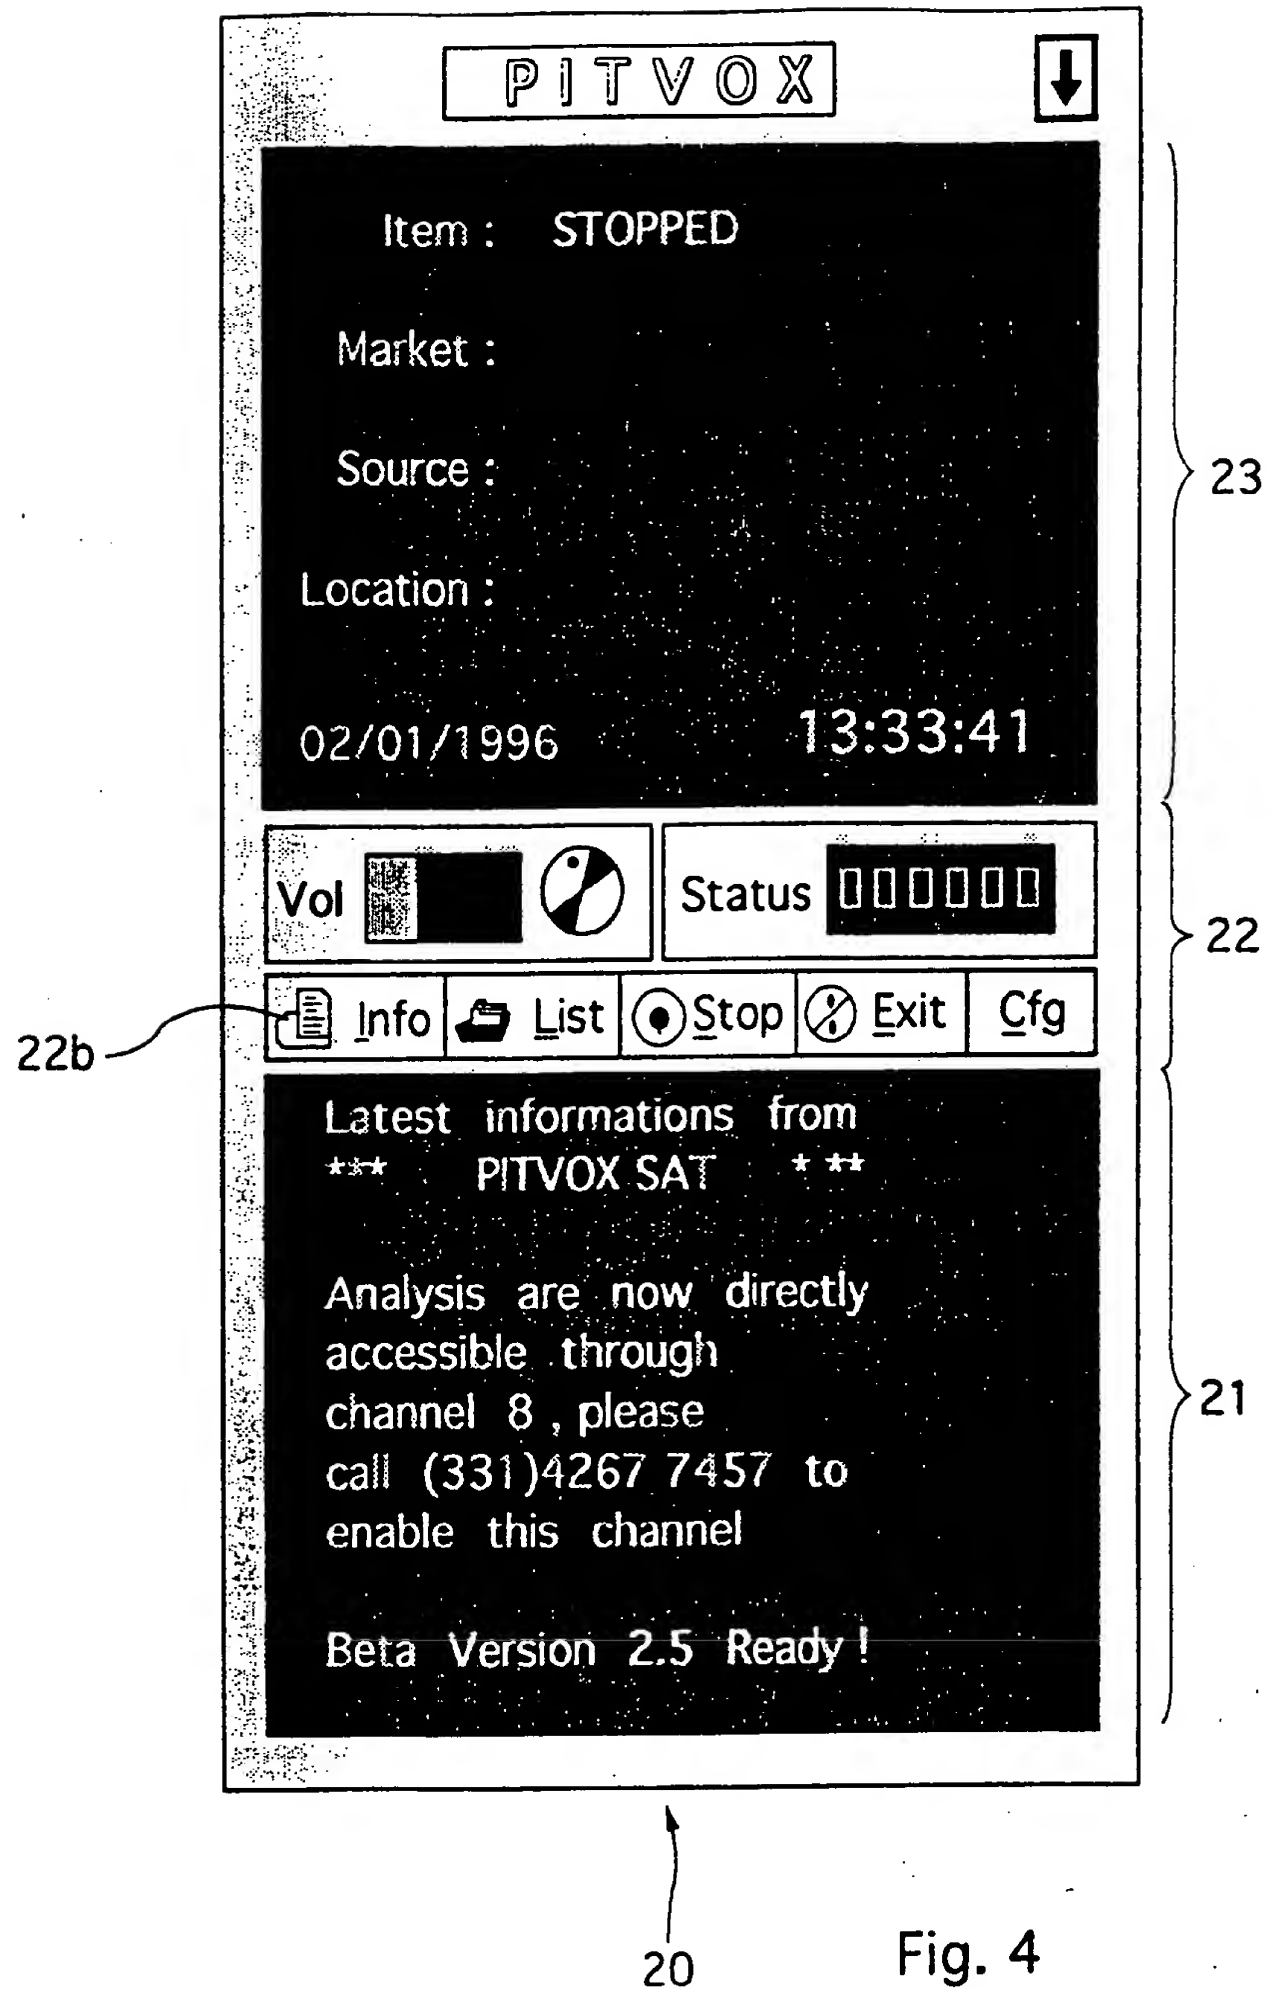 PITVOX
Item : STOPPED
Market :
Source :
Location :
02/01/1996 13:33:41
23
Vol Status 000000
22
Info List Stop Exit Cfg
22b
Latest informations from
*** PITVOX SAT * **
Analysis are now directly
accessible through
channel 8 , please
21
call (331)4267 7457 to
enable this channel
Beta Version 2.5 Ready !
20
Fig. 4